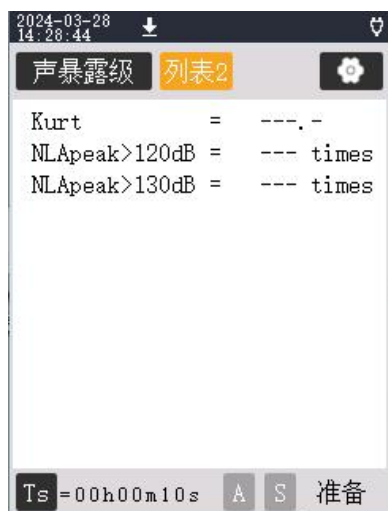 2024-03-28
14:28:44
声暴露级 列表2
Kurt = ---.-
NLApeak>120dB = --- times
NLApeak>130dB = --- times
Ts =00h00m10s A S 准备